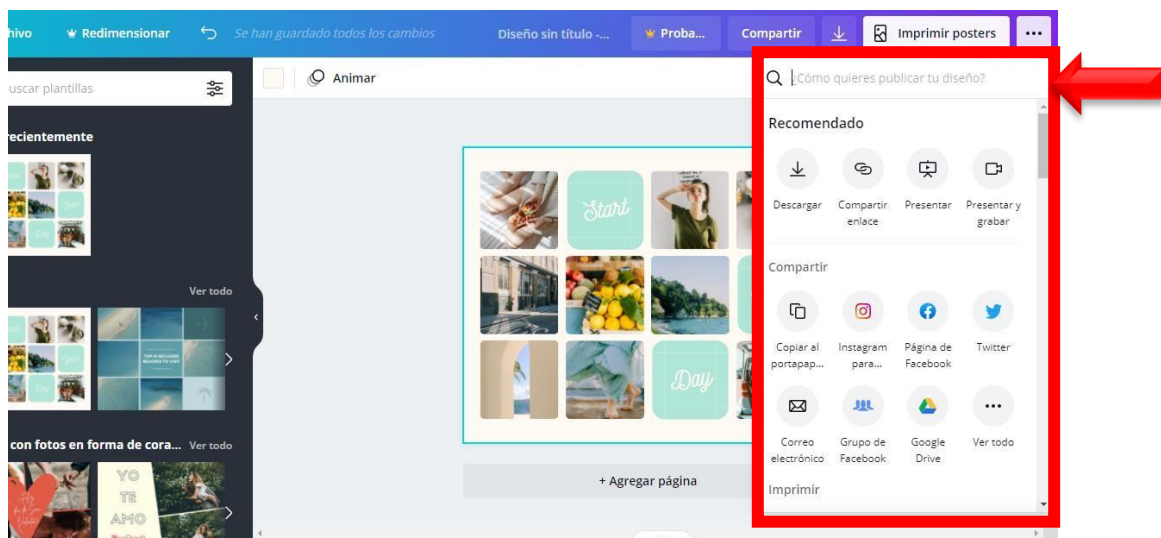 hivo Redimensionar Se han guardado todos los cambios Diseño sin título -... Proba... Compartir Imprimir posters ...
uscar plantillas
Animar
¿Cómo quieres publicar tu diseño?
recientemente
Ver todo
con fotos en forma de cora... Ver todo
YO
TE
AMO
Start
Day
+ Agregar página
Recomendado
Descargar
Compartir
enlace
Presentar
Presentar y
grabar
Compartir
Copiar al
portapap...
Instagram
para...
Página de
Facebook
Twitter
Correo
electrónico
Grupo de
Facebook
Google
Drive
Ver todo
Imprimir